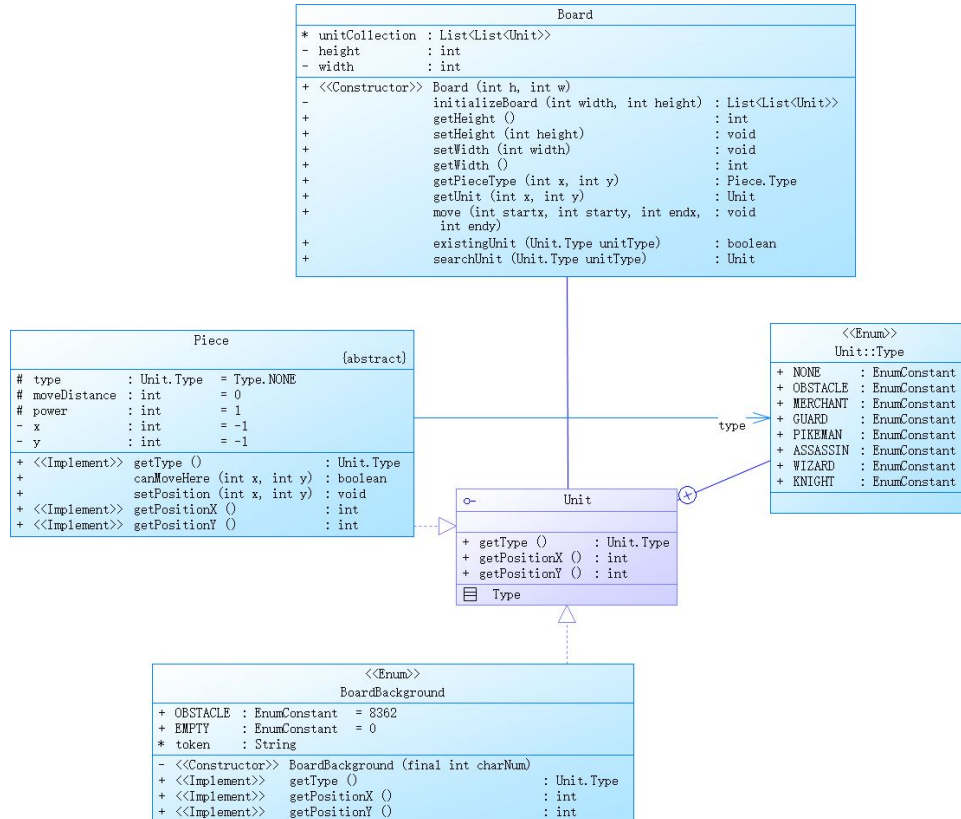 Board
* unitCollection : List<List<Unit>>
- height : int
- width : int
+ <<Constructor>> Board (int h, int w)
- initializeBoard (int width, int height) : List<List<Unit>>
+ getHeight () : int
+ setHeight (int height) : void
+ setWidth (int width) : void
+ getWidth () : int
+ getPieceType (int x, int y) : Piece.Type
+ getUnit (int x, int y) : Unit
+ move (int startx, int starty, int endx, : void
int endy)
+ existingUnit (Unit.Type unitType) : boolean
+ searchUnit (Unit.Type unitType) : Unit
Piece
{abstract}
# type : Unit.Type = Type.NONE
# moveDistance : int = 0
# power : int = 1
- x : int = -1
- y : int = -1
+ <<Implement>> getType () : Unit.Type
+ canMoveHere (int x, int y) : boolean
+ setPosition (int x, int y) : void
+ <<Implement>> getPositionX () : int
+ <<Implement>> getPositionY () : int
type
<<Enum>>
Unit::Type
+ NONE : EnumConstant
+ OBSTACLE : EnumConstant
+ MERCHANT : EnumConstant
+ GUARD : EnumConstant
+ PIKEMAN : EnumConstant
+ ASSASSIN : EnumConstant
+ WIZARD : EnumConstant
+ KNIGHT : EnumConstant
Unit
+ getType () : Unit.Type
+ getPositionX () : int
+ getPositionY () : int
Type
<<Enum>>
BoardBackground
+ OBSTACLE : EnumConstant = 8362
+ EMPTY : EnumConstant = 0
* token : String
- <<Constructor>> BoardBackground (final int charNum)
+ <<Implement>> getType () : Unit.Type
+ <<Implement>> getPositionX () : int
+ <<Implement>> getPositionY () : int